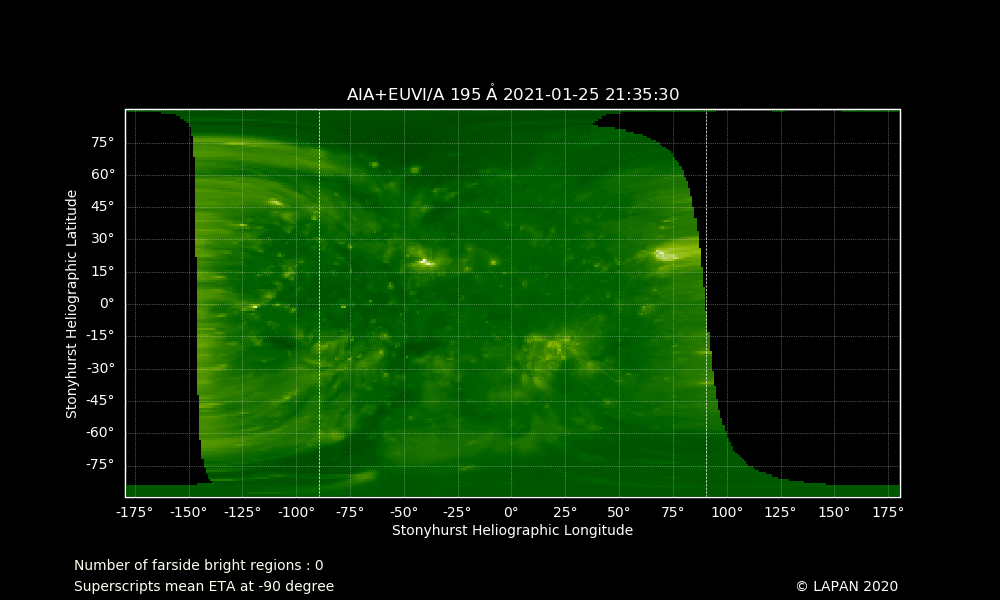 AIA+EUVI/A 195 Å 2021-01-25 21:35:30
75°
60°
45°
30°
15°
0°
-15°
-30°
-45°
-60°
-75°
Stonyhurst Heliographic Latitude
-175° -150° -125° -100° -75° -50° -25° 0° 25° 50° 75° 100° 125° 150° 175°
Stonyhurst Heliographic Longitude
Number of farside bright regions : 0
Superscripts mean ETA at -90 degree
© LAPAN 2020